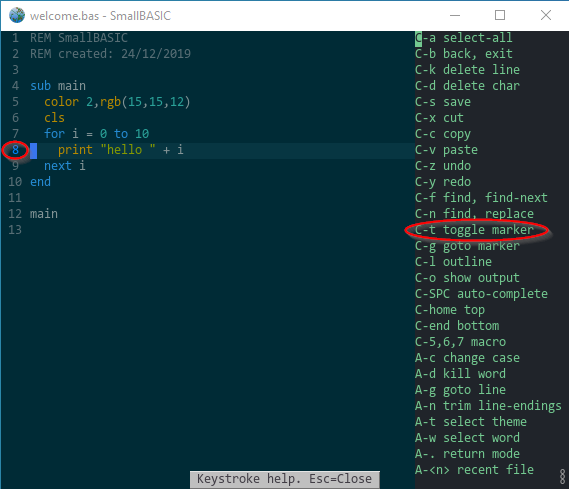 welcome.bas - SmallBASIC
1 REM SmallBASIC
2 REM created: 24/12/2019
3
4 sub main
5   color 2,rgb(15,15,12)
6   cls
7   for i = 0 to 10
8     print "hello " + i
9   next i
10 end
11
12 main
13
C-a select-all
C-b back, exit
C-k delete line
C-d delete char
C-s save
C-x cut
C-c copy
C-v paste
C-z undo
C-y redo
C-f find, find-next
C-n find, replace
C-t toggle marker
C-g goto marker
C-l outline
C-o show output
C-SPC auto-complete
C-home top
C-end bottom
C-5,6,7 macro
A-c change case
A-d kill word
A-g goto line
A-n trim line-endings
A-t select theme
A-w select word
A-. return mode
A-<n> recent file
Keystroke help. Esc=Close